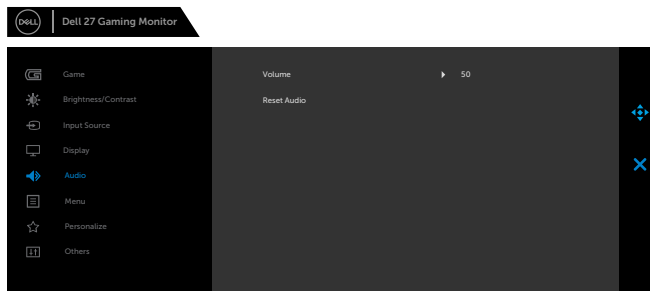 DELL
Dell 27 Gaming Monitor
Game
Volume 50
Brightness/Contrast
Reset Audio
Input Source
Display
Audio
Menu
Personalize
Others